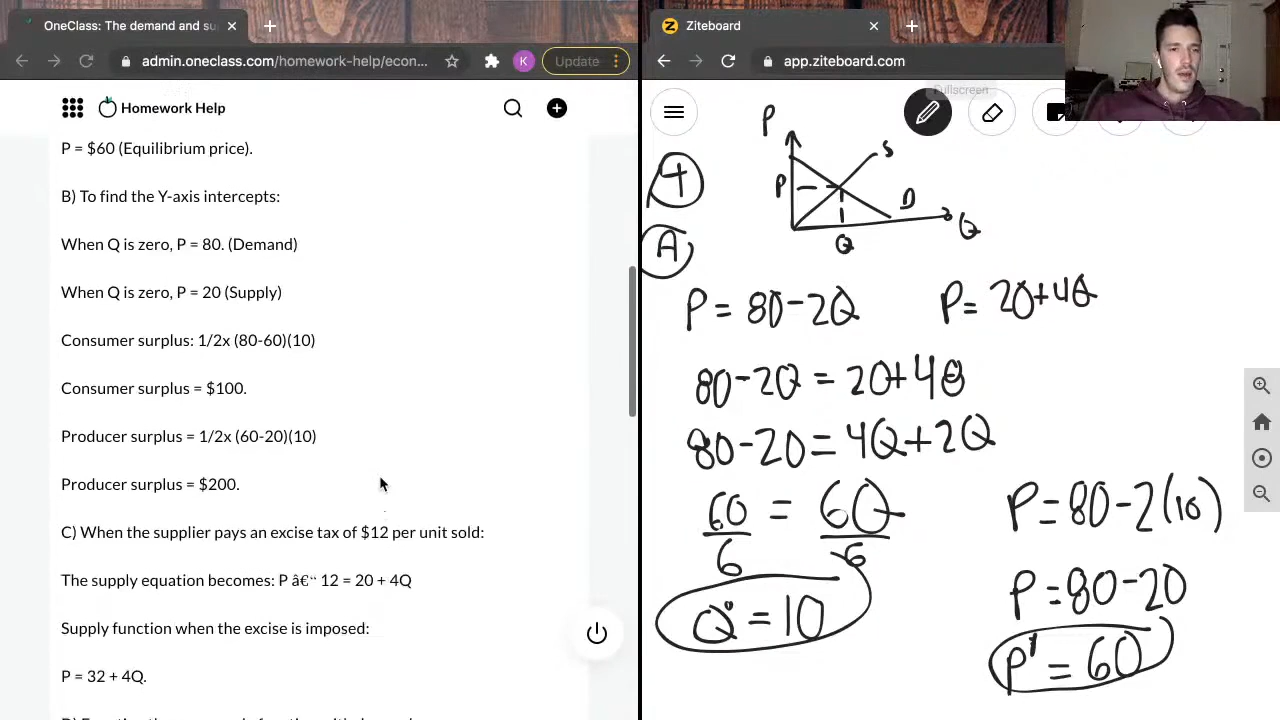 OneClass: The demand and su
Ziteboard
admin.oneclass.com/homework-help/econ...
K
Update
app.ziteboard.com
Homework Help
Fullscreen
P = $60 (Equilibrium price).
B) To find the Y-axis intercepts:
When Q is zero, P = 80. (Demand)
When Q is zero, P = 20 (Supply)
Consumer surplus: 1/2x (80-60)(10)
Consumer surplus = $100.
Producer surplus = 1/2x (60-20)(10)
Producer surplus = $200.
C) When the supplier pays an excise tax of $12 per unit sold:
The supply equation becomes: P â€“ 12 = 20 + 4Q
Supply function when the excise is imposed:
P = 32 + 4Q.
P
S
P
D
Q
Q
A
P = 80-2Q
P = 20+4Q
80-2Q = 20+4Q
80-20 = 4Q+2Q
60 = 6Q
6 6
Q = 10
P = 80-2(10)
P = 80-20
P' = 60